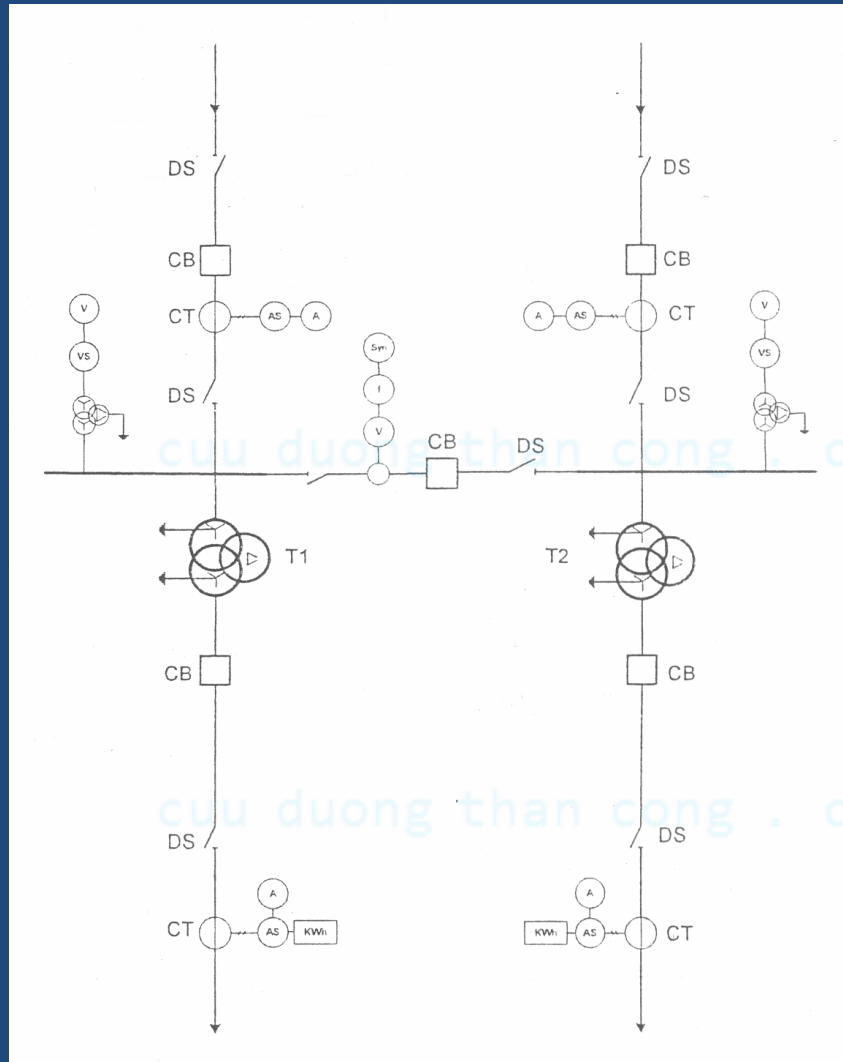 DS
DS
CB
CB
V
V
CT
AS
A
A
AS
CT
VS
Syn
VS
f
DS
DS
V
CB
DS
cuu duong than cong . c
T1
T2
CB
CB
cuu duong than cong . c
DS
DS
A
A
CT
AS
KWh
KWh
AS
CT